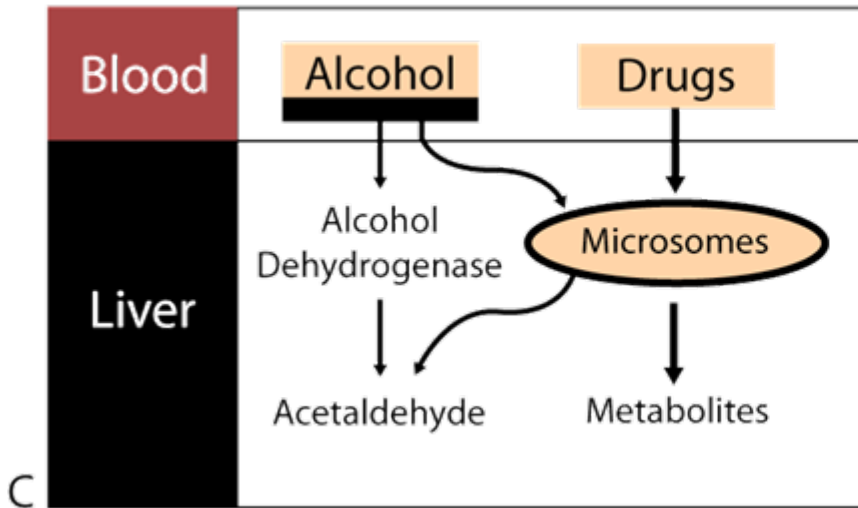 Blood
Alcohol
Drugs
Liver
Alcohol
Dehydrogenase
Microsomes
Acetaldehyde
Metabolites
C